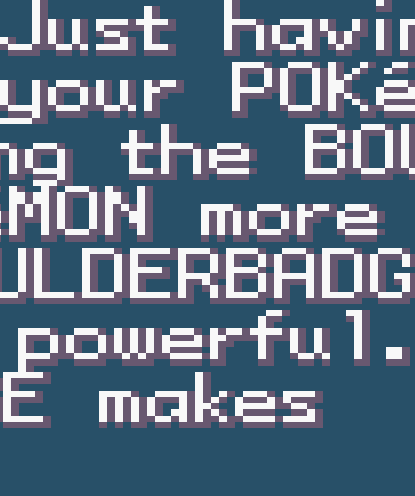 Just havin
your POKé
ng the BOU
éMON more
ULDERBADG
powerful.
E makes